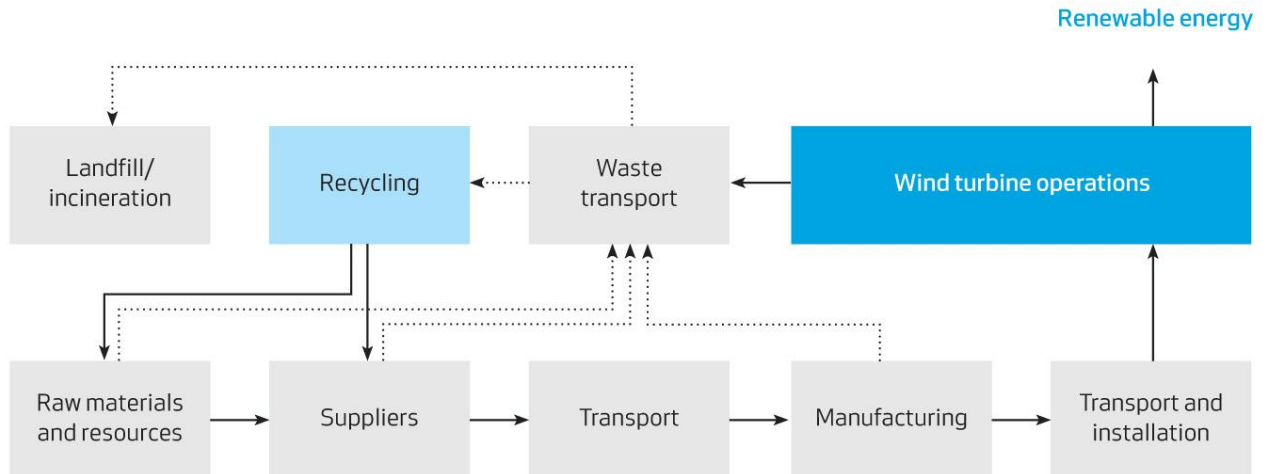 Renewable energy
Landfill/
incineration
Recycling
Waste
transport
Wind turbine operations
Raw materials
and resources
Suppliers
Transport
Manufacturing
Transport and
installation